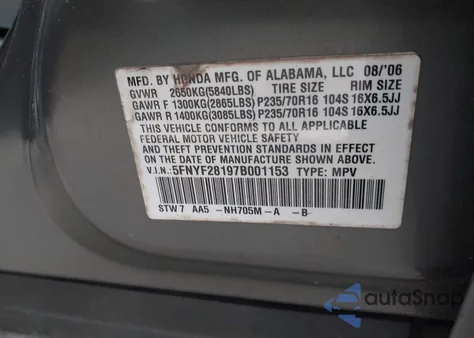 MFD. BY HONDA MFG. OF ALABAMA, LLC 08/'06
GVWR 2650KG(5840LBS) TIRE SIZE RIM SIZE
GAWR F 1300KG(2865LBS) P235/70R16 104S 16X6.5JJ
GAWR R 1400KG(3085LBS) P235/70R16 104S 16X6.5JJ
THIS VEHICLE CONFORMS TO ALL APPLICABLE
FEDERAL MOTOR VEHICLE SAFETY AND
THEFT PREVENTION STANDARDS IN EFFECT ON
THE DATE OF MANUFACTURE SHOWN ABOVE.
V.I.N.: 5FNYF28197B001153 TYPE: MPV
STW7 AA5 -NH705M-A -B
autoSnap